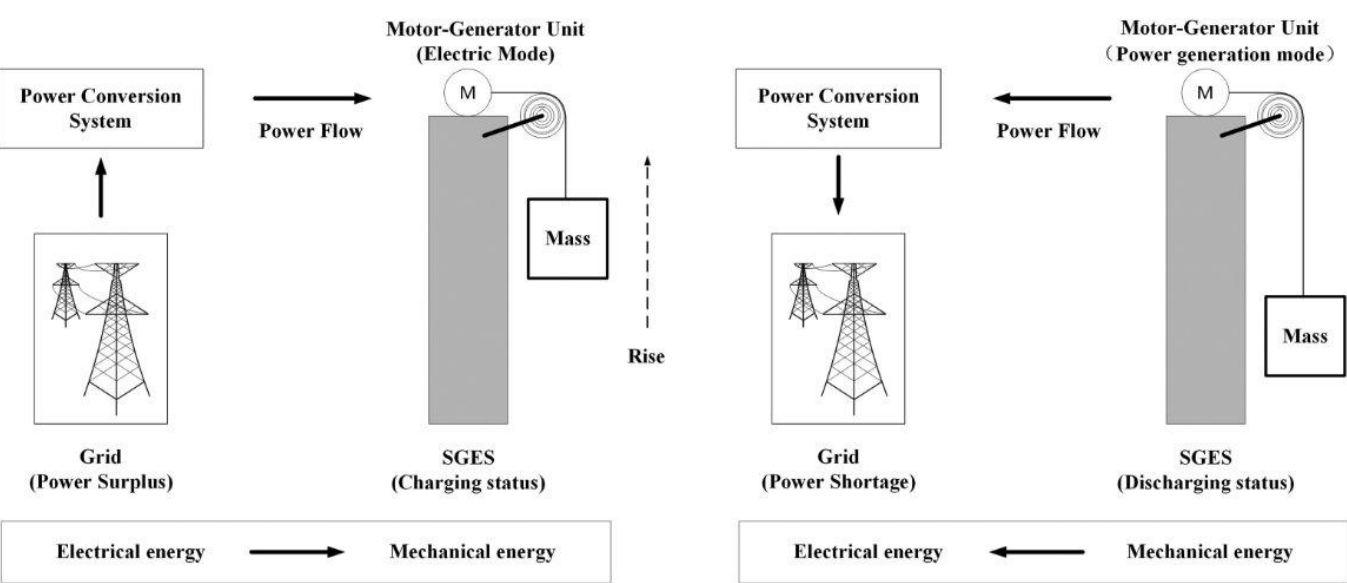 Motor-Generator Unit
(Electric Mode)
Power Conversion
System
M
Power Flow
Mass
Rise
Grid
(Power Surplus)
SGES
(Charging status)
Electrical energy
Mechanical energy
Motor-Generator Unit
（Power generation mode）
Power Conversion
System
M
Power Flow
Mass
Grid
(Power Shortage)
SGES
(Discharging status)
Electrical energy
Mechanical energy